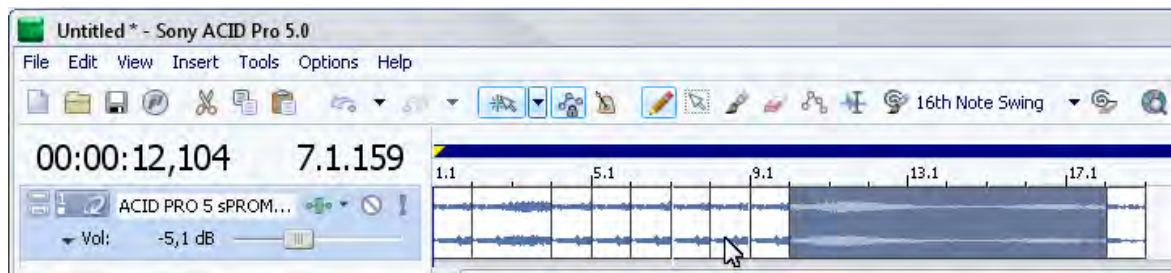 Untitled * - Sony ACID Pro 5.0
File Edit View Insert Tools Options Help
16th Note Swing
00:00:12,104 7.1.159
1.1 5.1 9.1 13.1 17.1
1 ACID PRO 5 sPROM...
Vol: -5,1 dB